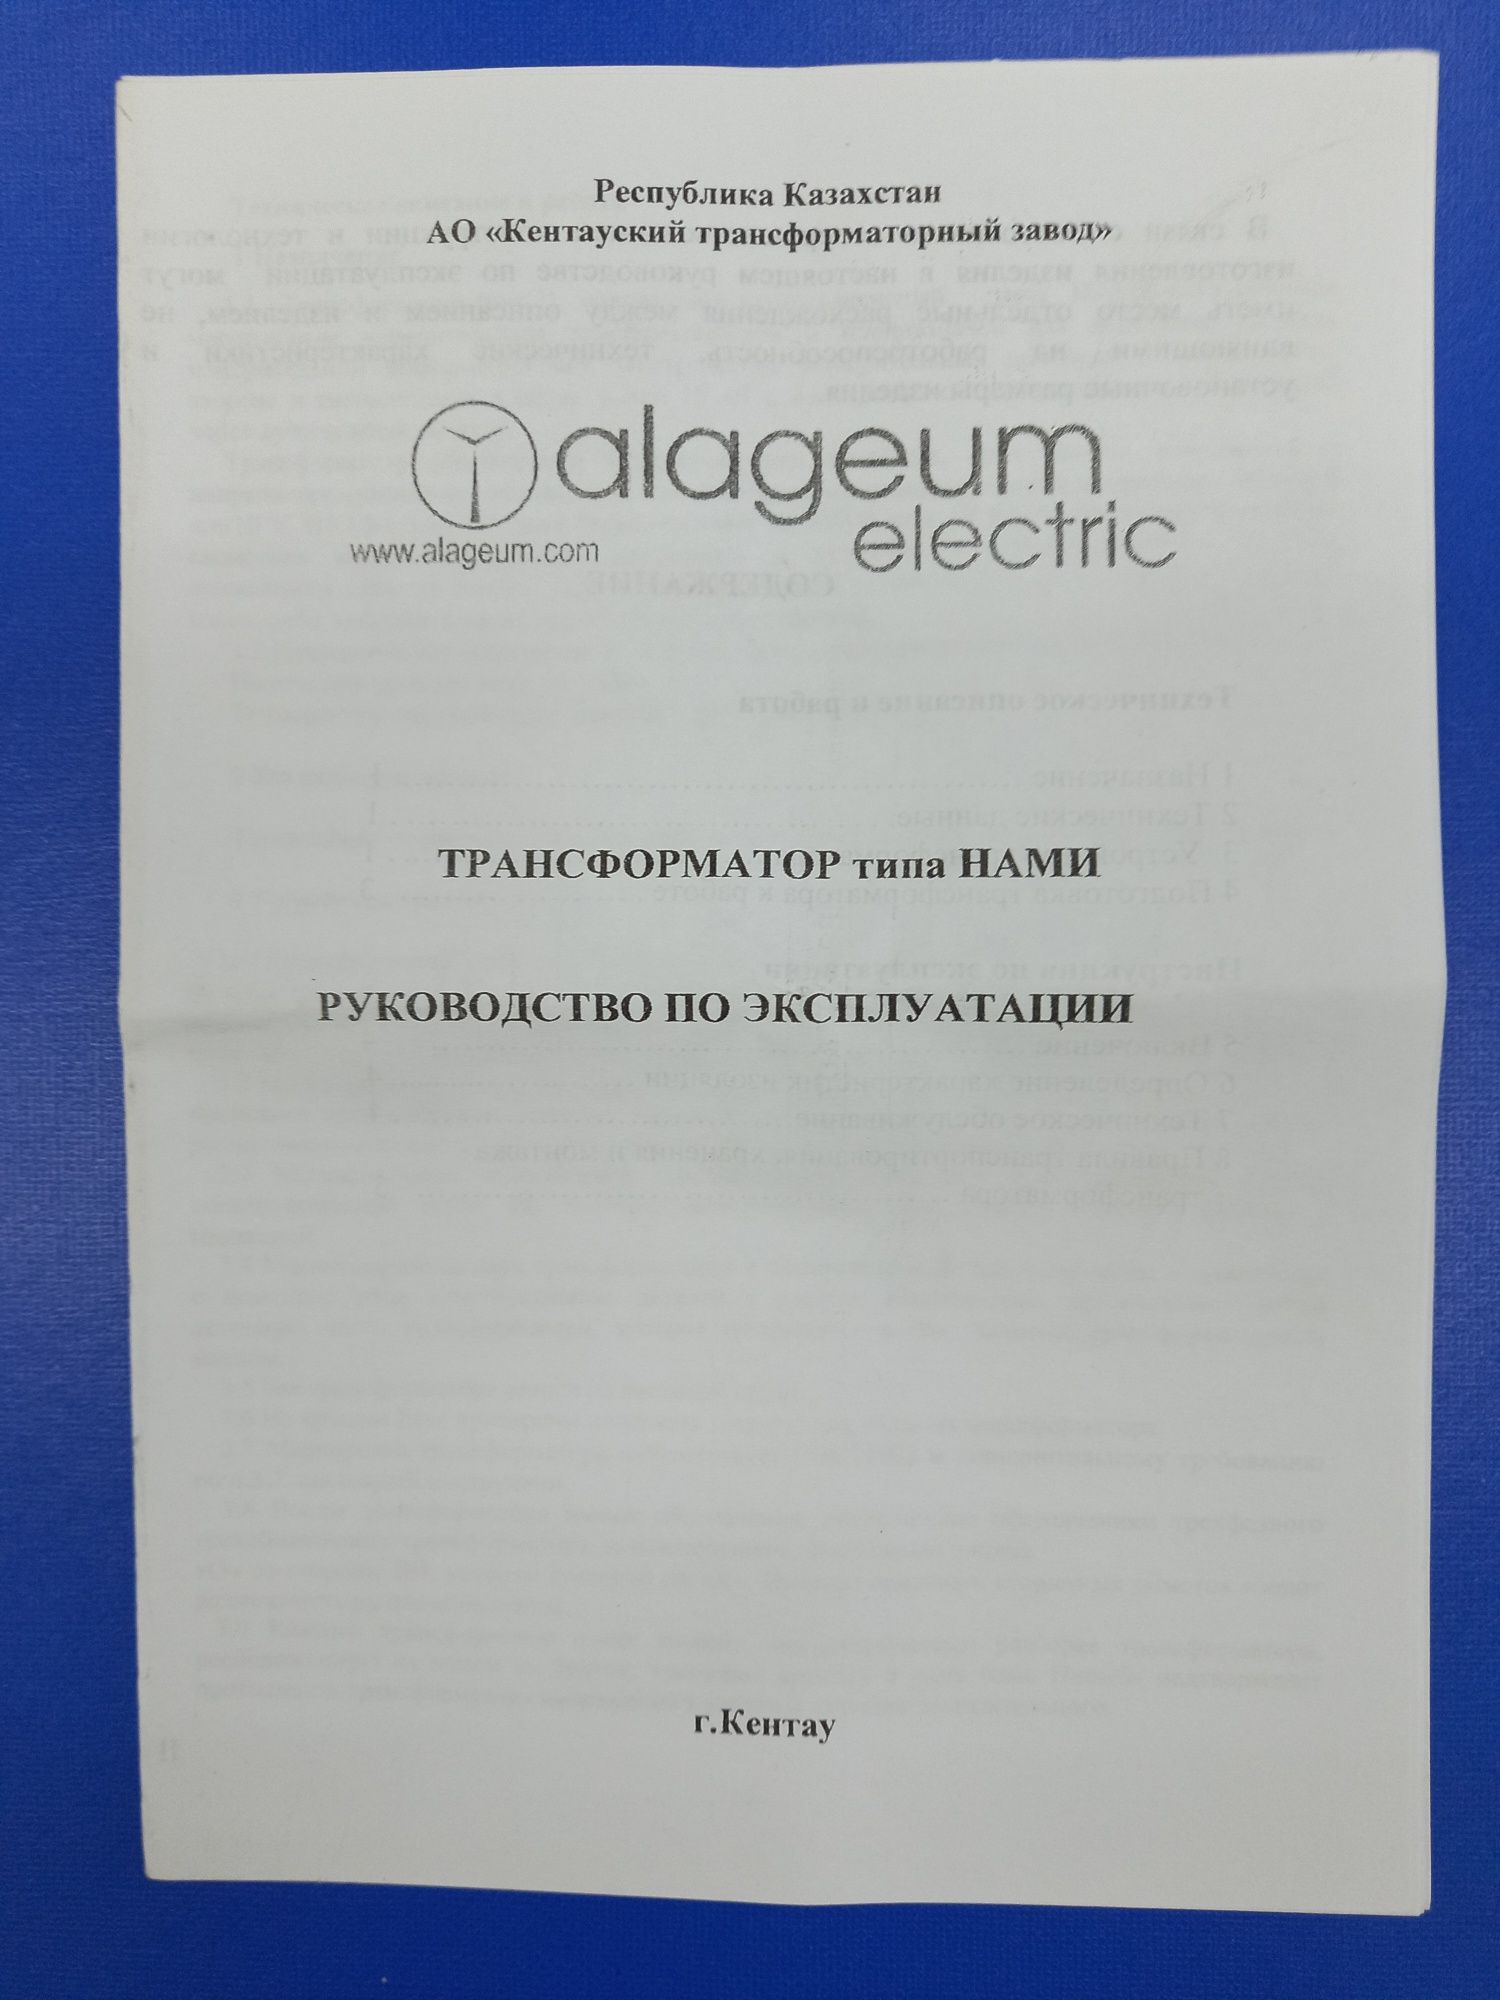 Республика Казахстан
АО «Кентауский трансформаторный завод»
alageum
electric
www.alageum.com
ТРАНСФОРМАТОР типа НАМИ
РУКОВОДСТВО ПО ЭКСПЛУАТАЦИИ
г.Кентау